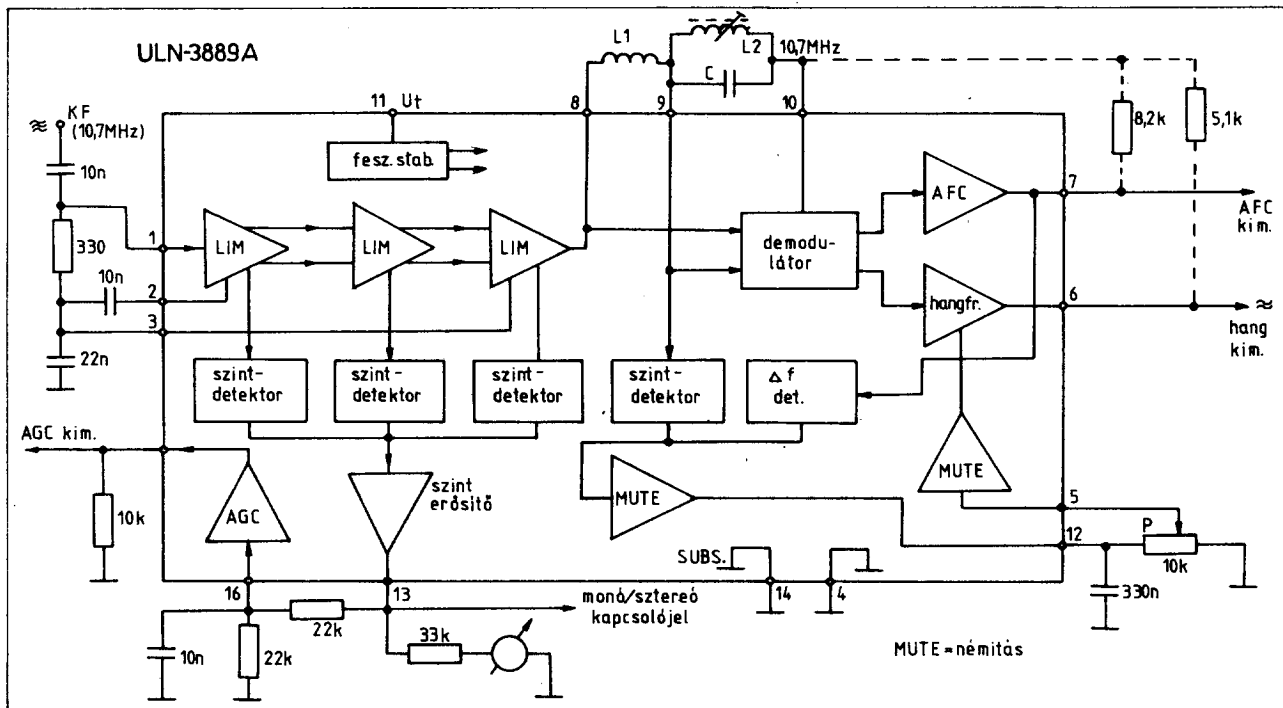 ULN-3889A
L1
L2
C
10,7MHz
KF
(10,7MHz)
11 Ut
8
9
10
8,2k
5,1k
fesz. stab.
10n
AFC
7
AFC
kim.
1
LIM
LIM
LIM
demodu-
látor
330
10n
2
3
hangfr.
6
hang
kim.
22n
szint-
detektor
szint-
detektor
szint-
detektor
szint-
detektor
Δf
det.
AGC kim.
szint
erősítő
MUTE
MUTE
5
10k
AGC
12
P
10k
SUBS.
16
13
14
4
330n
monó/sztereó
kapcsolójel
22k
33k
10n
22k
MUTE=némítás